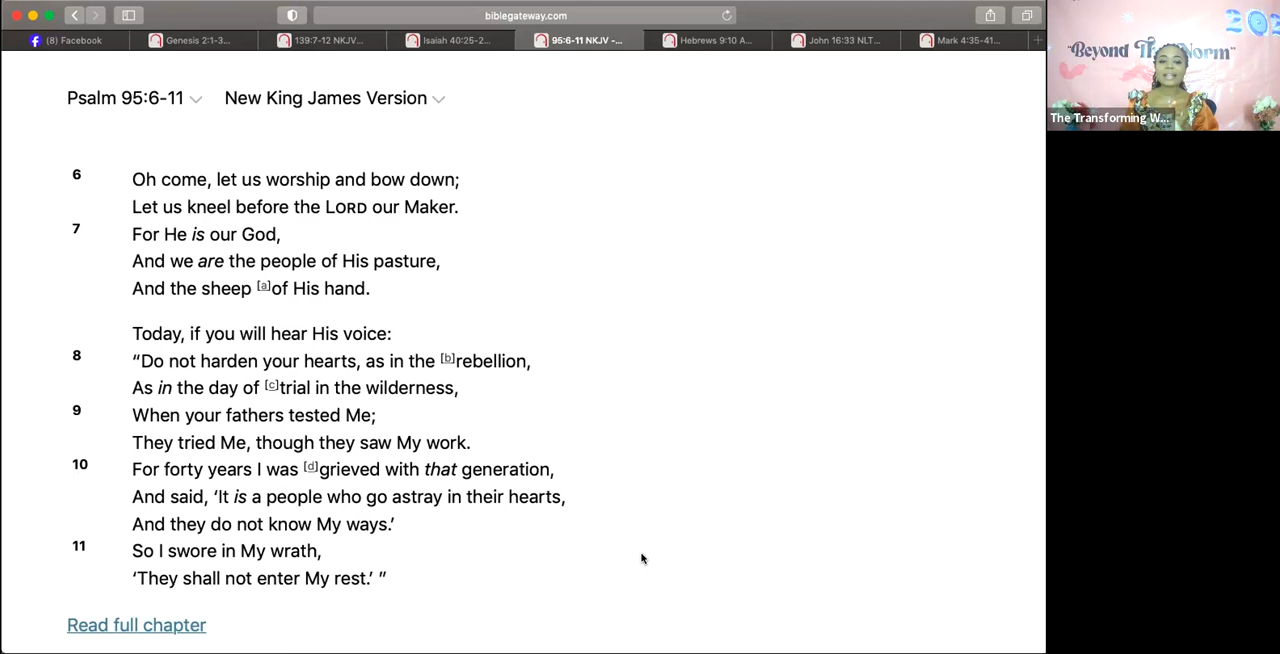 biblegateway.com
(8) Facebook
Genesis 2:1-3...
139:7-12 NKJV...
Isaiah 40:25-2...
95:6-11 NKJV -...
Hebrews 9:10 A...
John 16:33 NLT...
Mark 4:35-41...
"Beyond The Norm"
The Transforming W...
Psalm 95:6-11 New King James Version
6 Oh come, let us worship and bow down;
Let us kneel before the LORD our Maker.
7 For He is our God,
And we are the people of His pasture,
And the sheep [a]of His hand.
Today, if you will hear His voice:
8 “Do not harden your hearts, as in the [b]rebellion,
As in the day of [c]trial in the wilderness,
9 When your fathers tested Me;
They tried Me, though they saw My work.
10 For forty years I was [d]grieved with that generation,
And said, ‘It is a people who go astray in their hearts,
And they do not know My ways.’
11 So I swore in My wrath,
‘They shall not enter My rest.’ ”
Read full chapter